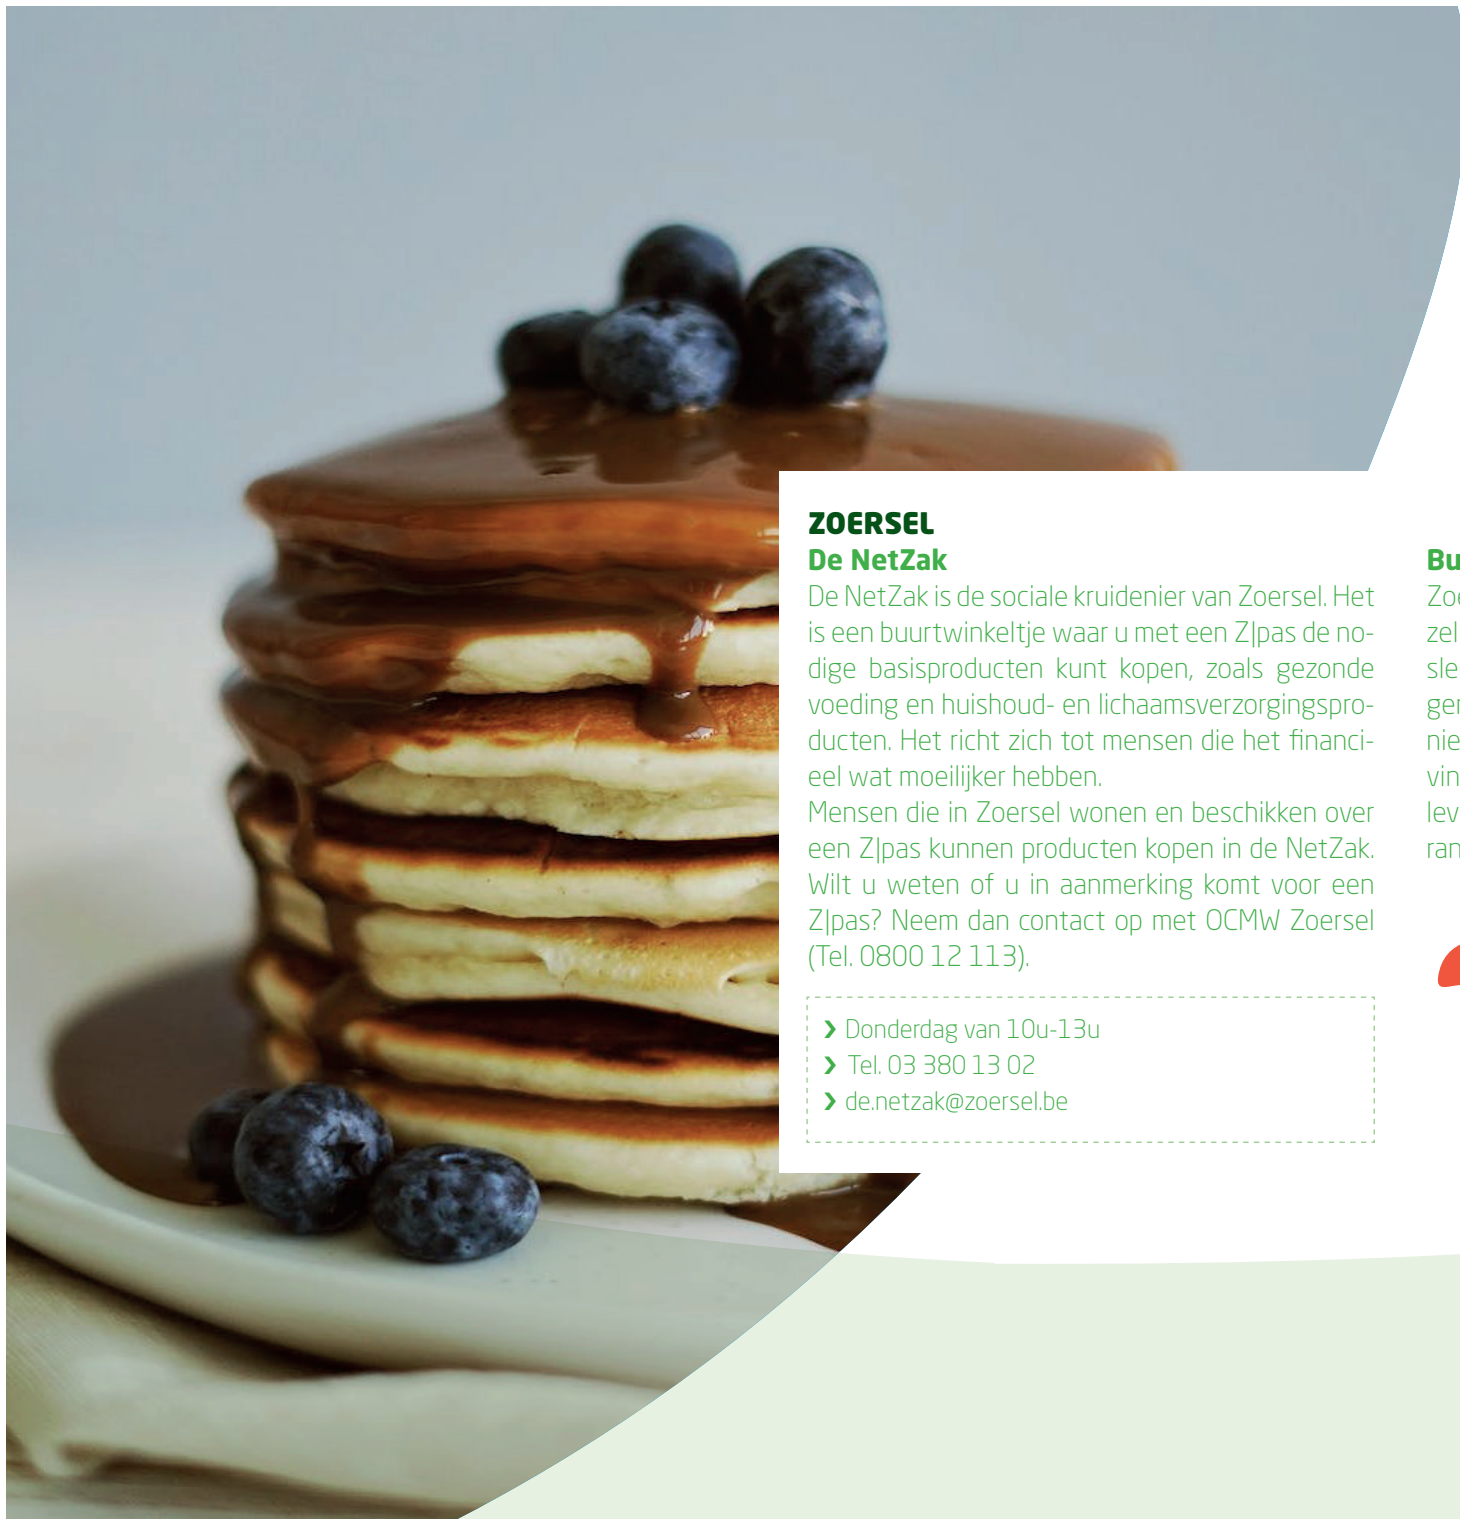 ZOERSEL
De NetZak
De NetZak is de sociale kruidenier van Zoersel. Het
is een buurtwinkeltje waar u met een Z|pas de no-
dige basisproducten kunt kopen, zoals gezonde
voeding en huishoud- en lichaamsverzorgingspro-
ducten. Het richt zich tot mensen die het financi-
eel wat moeilijker hebben.
Mensen die in Zoersel wonen en beschikken over
een Z|pas kunnen producten kopen in de NetZak.
Wilt u weten of u in aanmerking komt voor een
Z|pas? Neem dan contact op met OCMW Zoersel
(Tel. 0800 12 113).
› Donderdag van 10u-13u
› Tel. 03 380 13 02
› de.netzak@zoersel.be